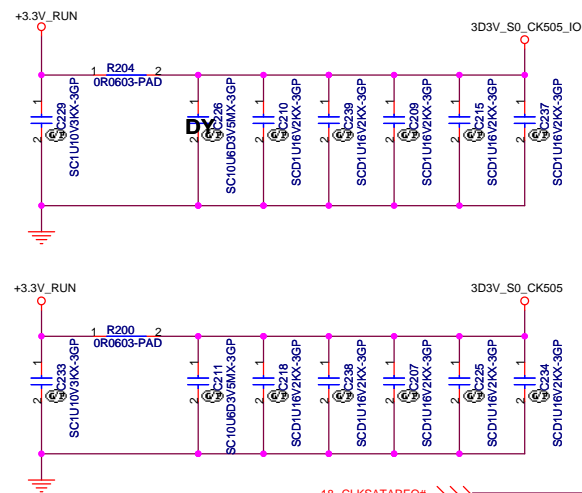 +3.3V_RUN
3D3V_S0_CK505_IO
1 R204 2
0R0603-PAD
1 2 C229 SC1U10V3KX-3GP
DY
1 2 C226 SC10U6D3V5MX-3GP
1 2 C210 SCD1U16V2KX-3GP
1 2 C239 SCD1U16V2KX-3GP
1 2 C209 SCD1U16V2KX-3GP
1 2 C215 SCD1U16V2KX-3GP
1 2 C237 SCD1U16V2KX-3GP
+3.3V_RUN
3D3V_S0_CK505
1 R200 2
0R0603-PAD
1 2 C233 SC1U10V3KX-3GP
1 2 C211 SC10U6D3V5MX-3GP
1 2 C218 SCD1U16V2KX-3GP
1 2 C238 SCD1U16V2KX-3GP
1 2 C207 SCD1U16V2KX-3GP
1 2 C225 SCD1U16V2KX-3GP
1 2 C234 SCD1U16V2KX-3GP
18 CLKSATAREQ#